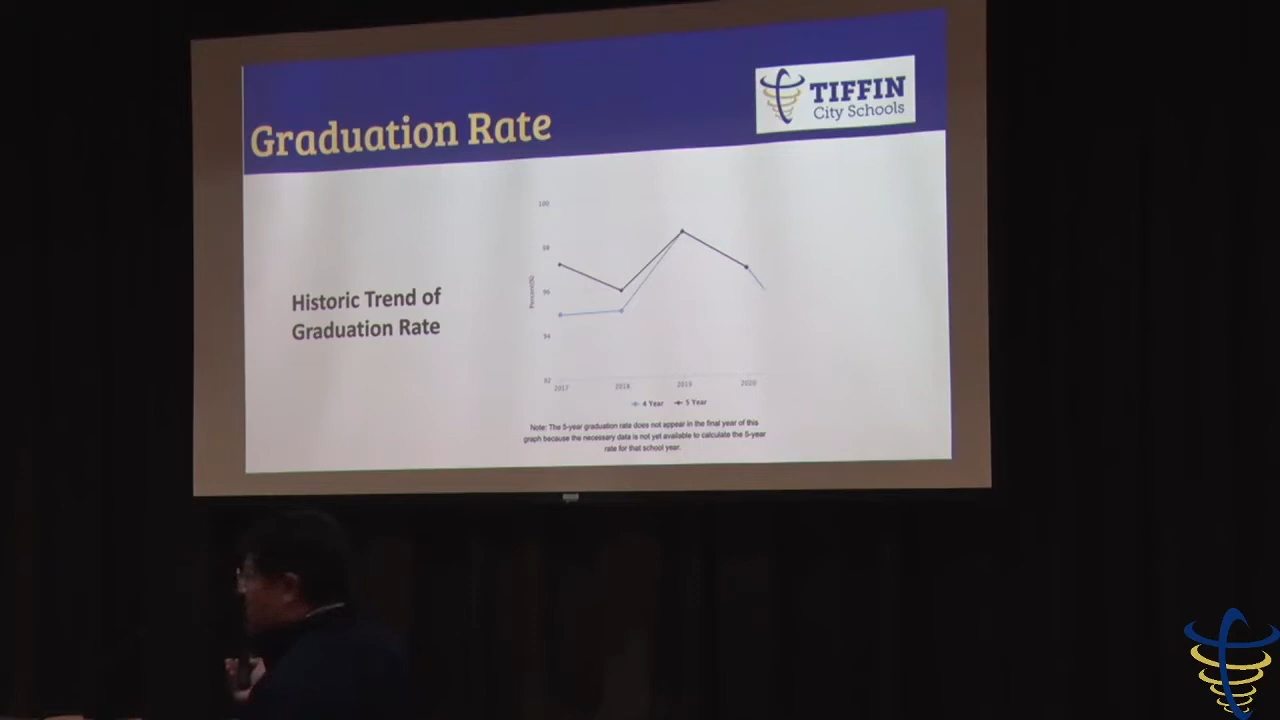 Graduation Rate
TIFFIN
City Schools
Historic Trend of
Graduation Rate
100
98
96
94
92
Percent(%)
2017
2018
2019
2020
4 Year
5 Year
Note: The 5-year graduation rate does not appear in the final year of this
graph because the necessary data is not yet available to calculate the 5-year
rate for that school year.